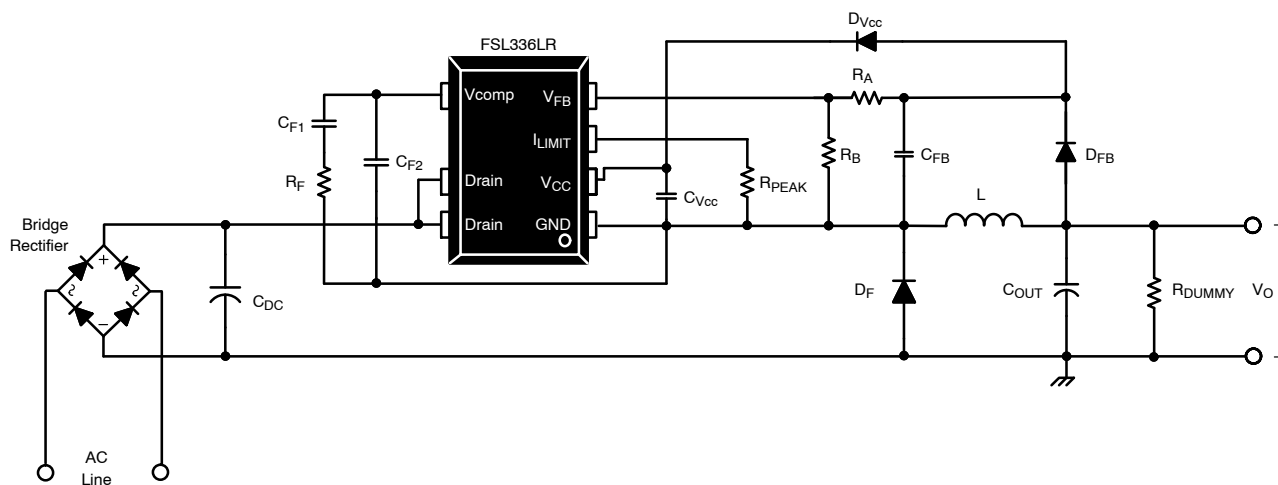 FSL336LR
DVcc
Vcomp
VFB
RA
ILIMIT
CF1
CF2
RB
CFB
DFB
RF
Drain
VCC
CVcc
RPEAK
L
Bridge
Rectifier
Drain
GND
-
+
~
~
CDC
DF
COUT
RDUMMY
VO
−
-
AC
Line